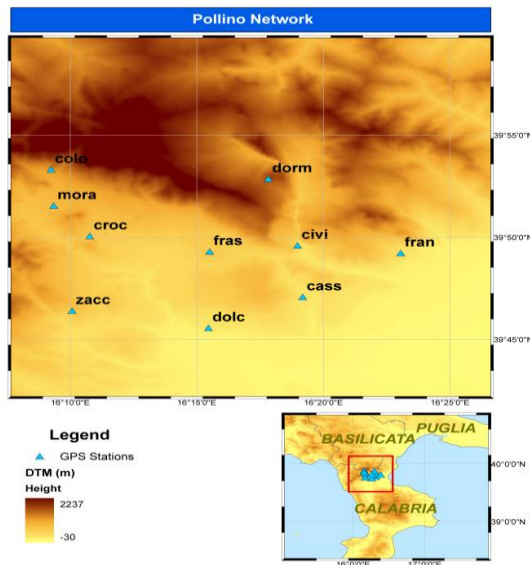 Pollino Network
39°55'0"N
colo
dorm
mora
croc
39°50'0"N
fras
civi
fran
cass
zacc
dolc
39°45'0"N
16°10'0"E
16°15'0"E
16°20'0"E
16°25'0"E
Legend
GPS Stations
DTM (m)
Height
2237
-30
PUGLIA
BASILICATA
40°0'0"N
CALABRIA
39°0'0"N
16°0'0"E
17°0'0"E